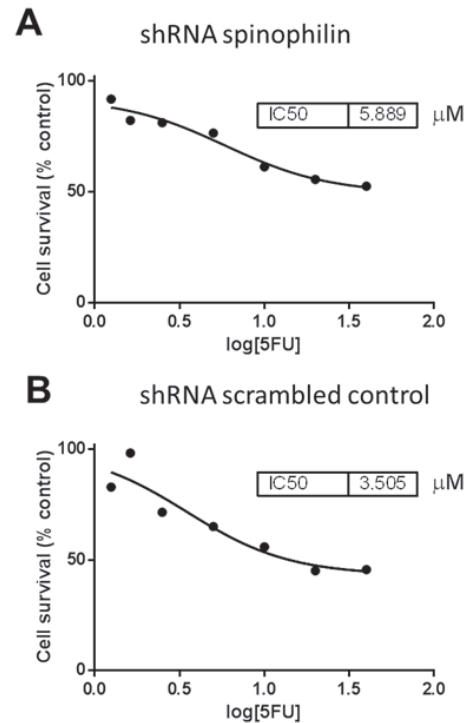 A
shRNA spinophilin
100
IC50 5.889 μM
50
Cell survival (% control)
0
0.0 0.5 1.0 1.5 2.0
log[5FU]
B
shRNA scrambled control
100
IC50 3.505 μM
50
Cell survival (% control)
0
0.0 0.5 1.0 1.5 2.0
log[5FU]